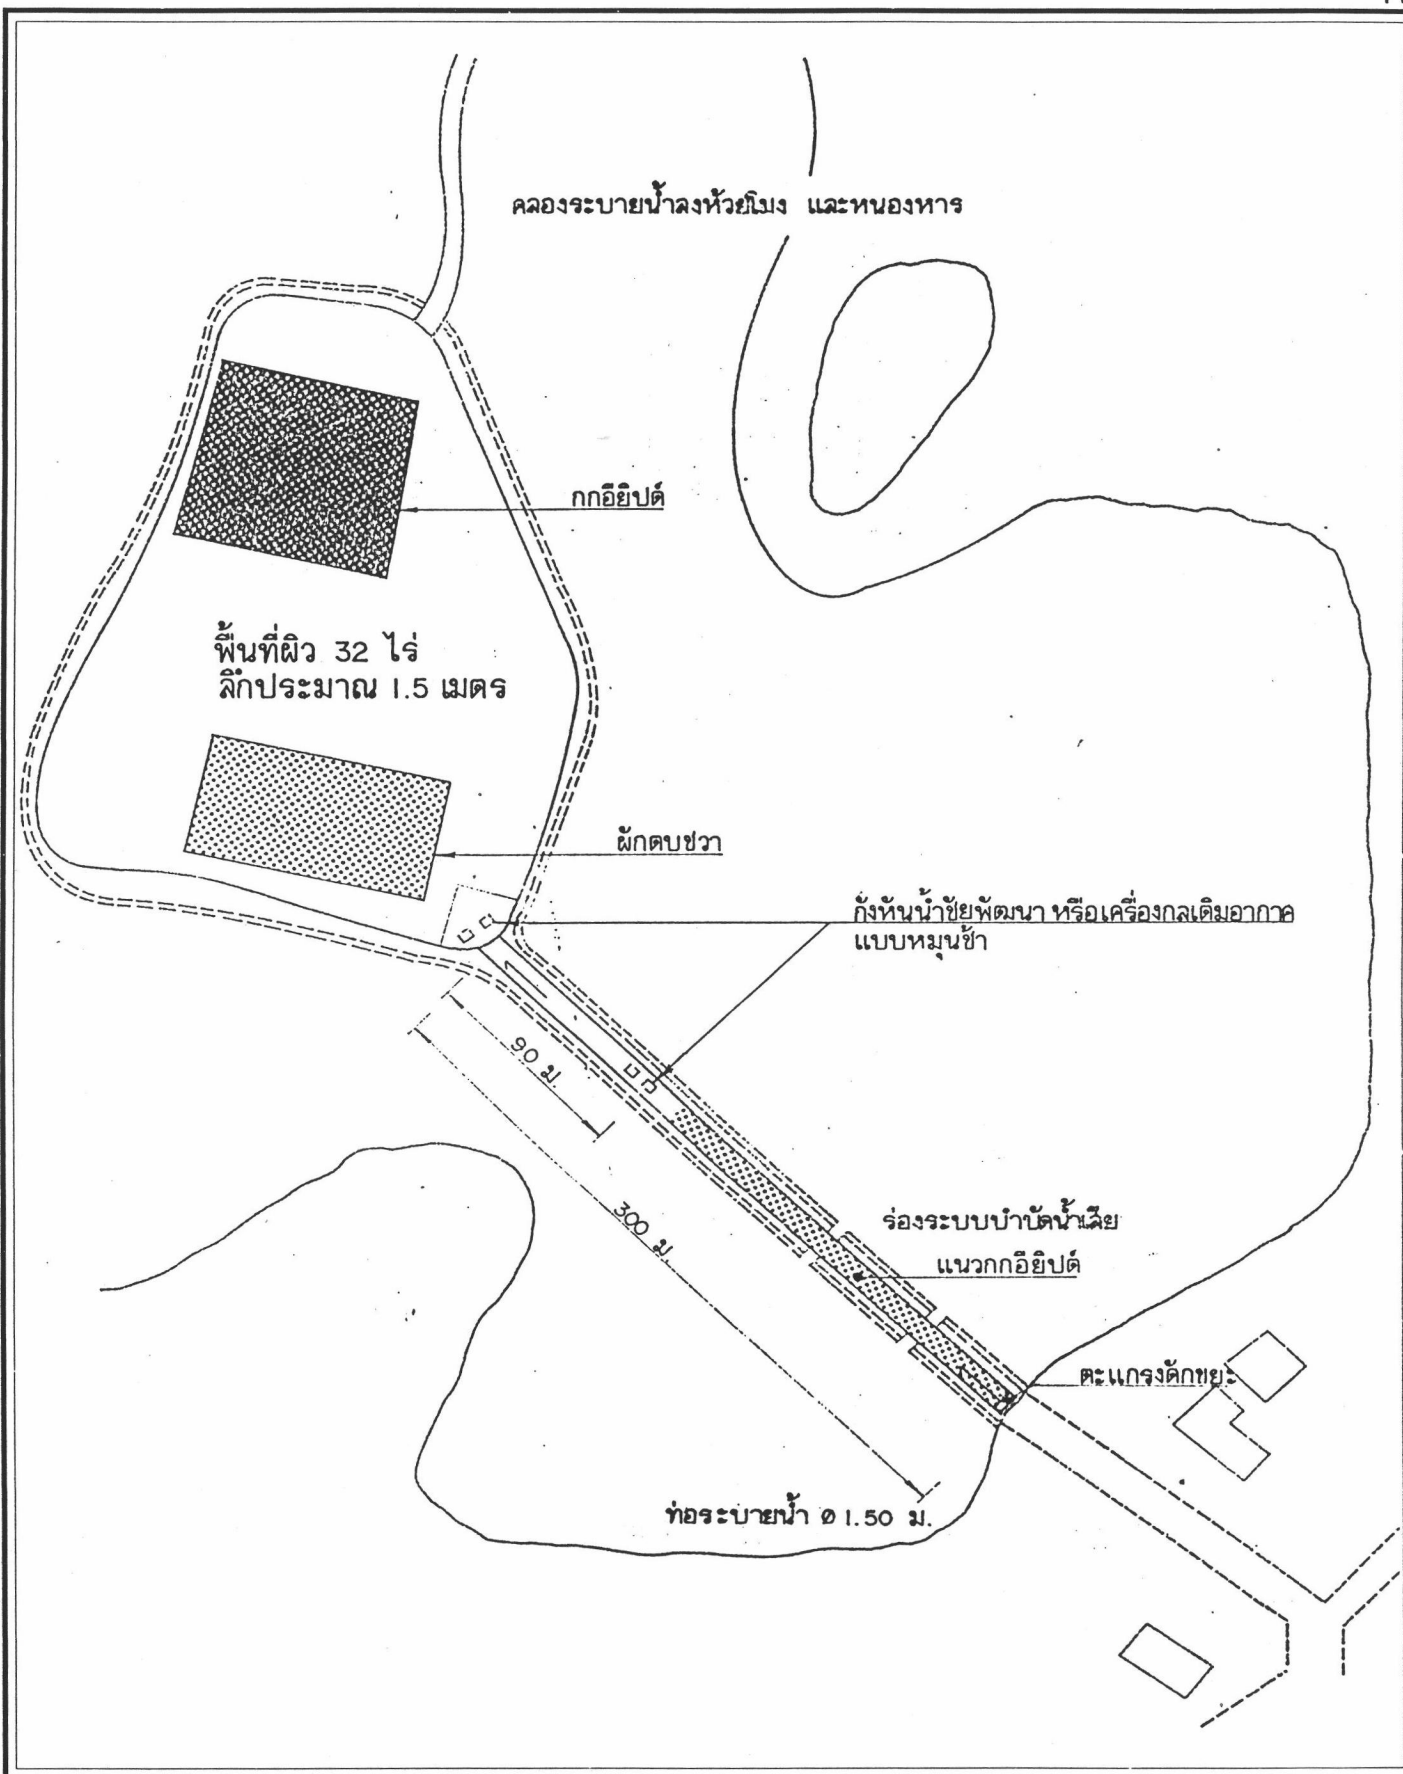 คลองระบายน้ำลงห้วยโมง และหนองหาร
กกอียิปต์
พื้นที่ผิว 32 ไร่
ลึกประมาณ 1.5 เมตร
ผักตบชวา
กังหันน้ำชัยพัฒนา หรือเครื่องกลเติมอากาศ
แบบหมุนช้า
90 ม.
300 ม.
ร่องระบบบำบัดน้ำเสีย
แนวกกอียิปต์
ตะแกรงดักขยะ
ท่อระบายน้ำ ø 1.50 ม.